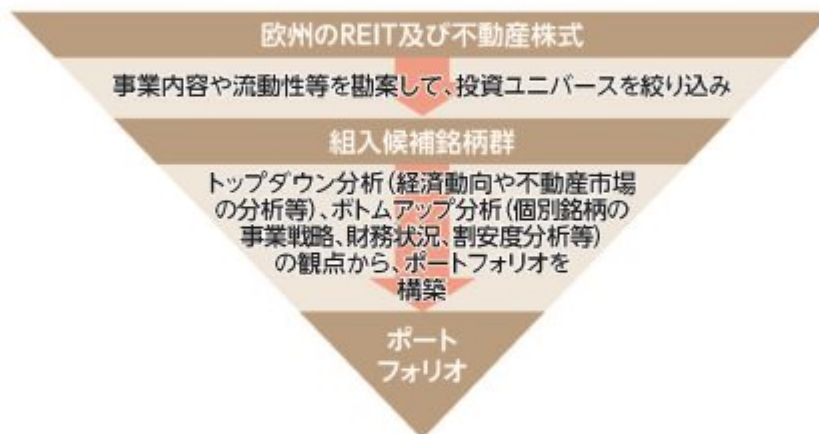 欧州のREIT及び不動産株式
事業内容や流動性等を勘案して、投資ユニバースを絞り込み
組入候補銘柄群
トップダウン分析(経済動向や不動産市場
の分析等)、ボトムアップ分析(個別銘柄の
事業戦略、財務状況、割安度分析等)
の観点から、ポートフォリオを
構築
ポート
フォリオ